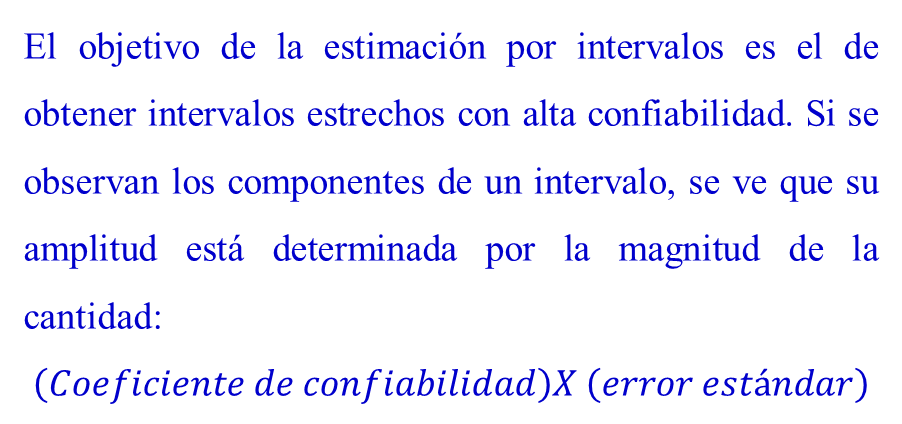 El objetivo de la estimación por intervalos es el de
obtener intervalos estrechos con alta confiabilidad. Si se
observan los componentes de un intervalo, se ve que su
amplitud está determinada por la magnitud de la
cantidad:
(Coeficiente de confiabilidad)X (error estándar)